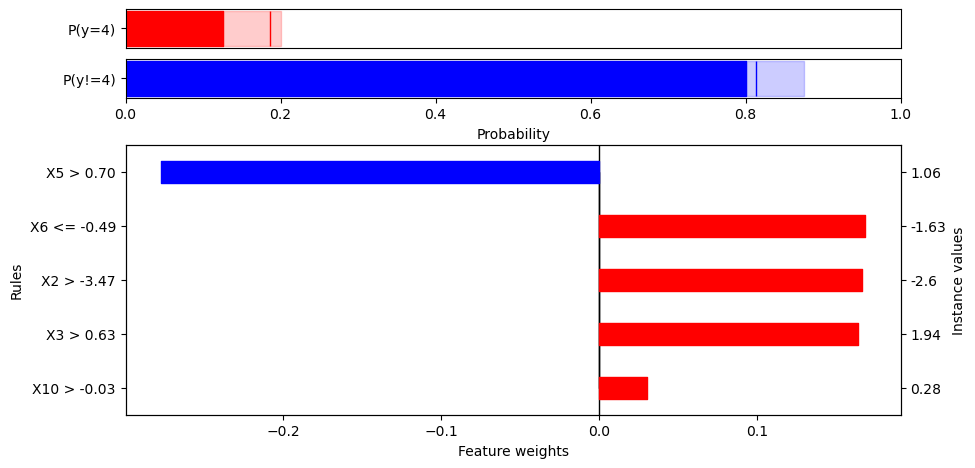 P(y=4)
P(y!=4)
0.0 0.2 0.4 0.6 0.8 1.0
Probability
X5 > 0.70 1.06
X6 <= -0.49 -1.63
X2 > -3.47 -2.6
X3 > 0.63 1.94
X10 > -0.03 0.28
Rules
Instance values
−0.2 −0.1 0.0 0.1
Feature weights